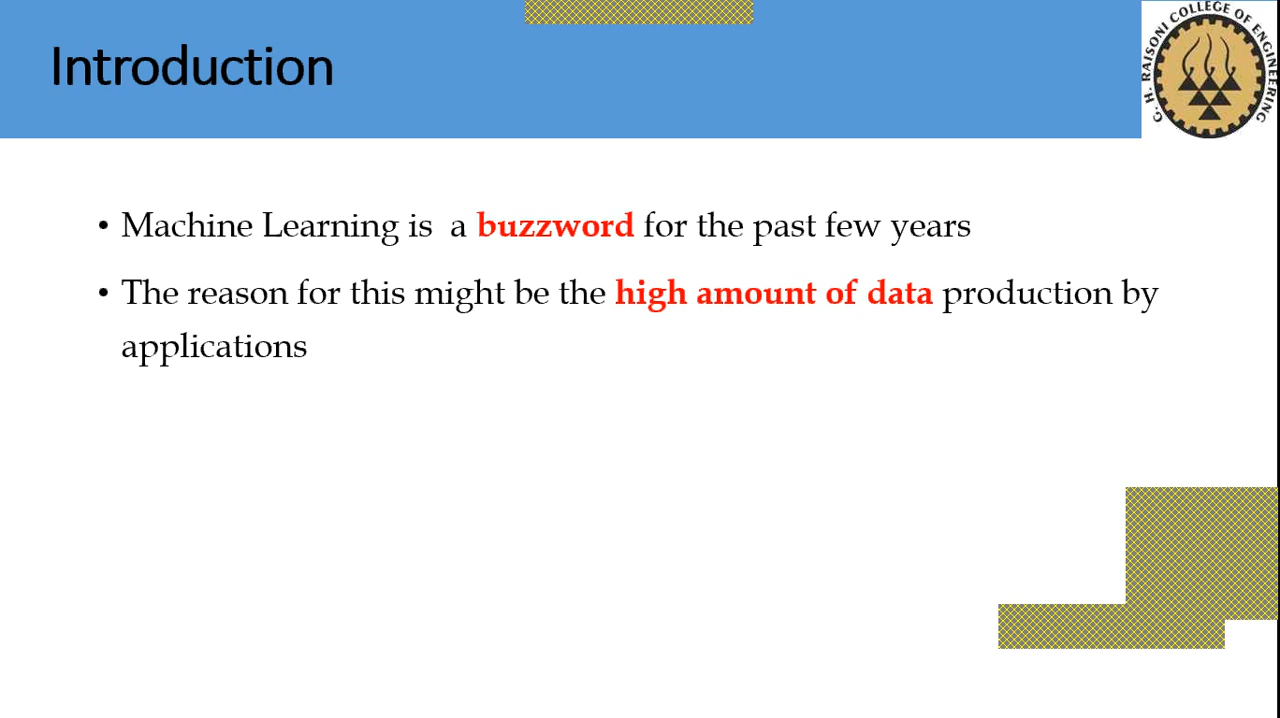 Introduction
G. H. RAISONI COLLEGE OF ENGINEERING
• Machine Learning is  a buzzword for the past few years
• The reason for this might be the high amount of data production by
applications